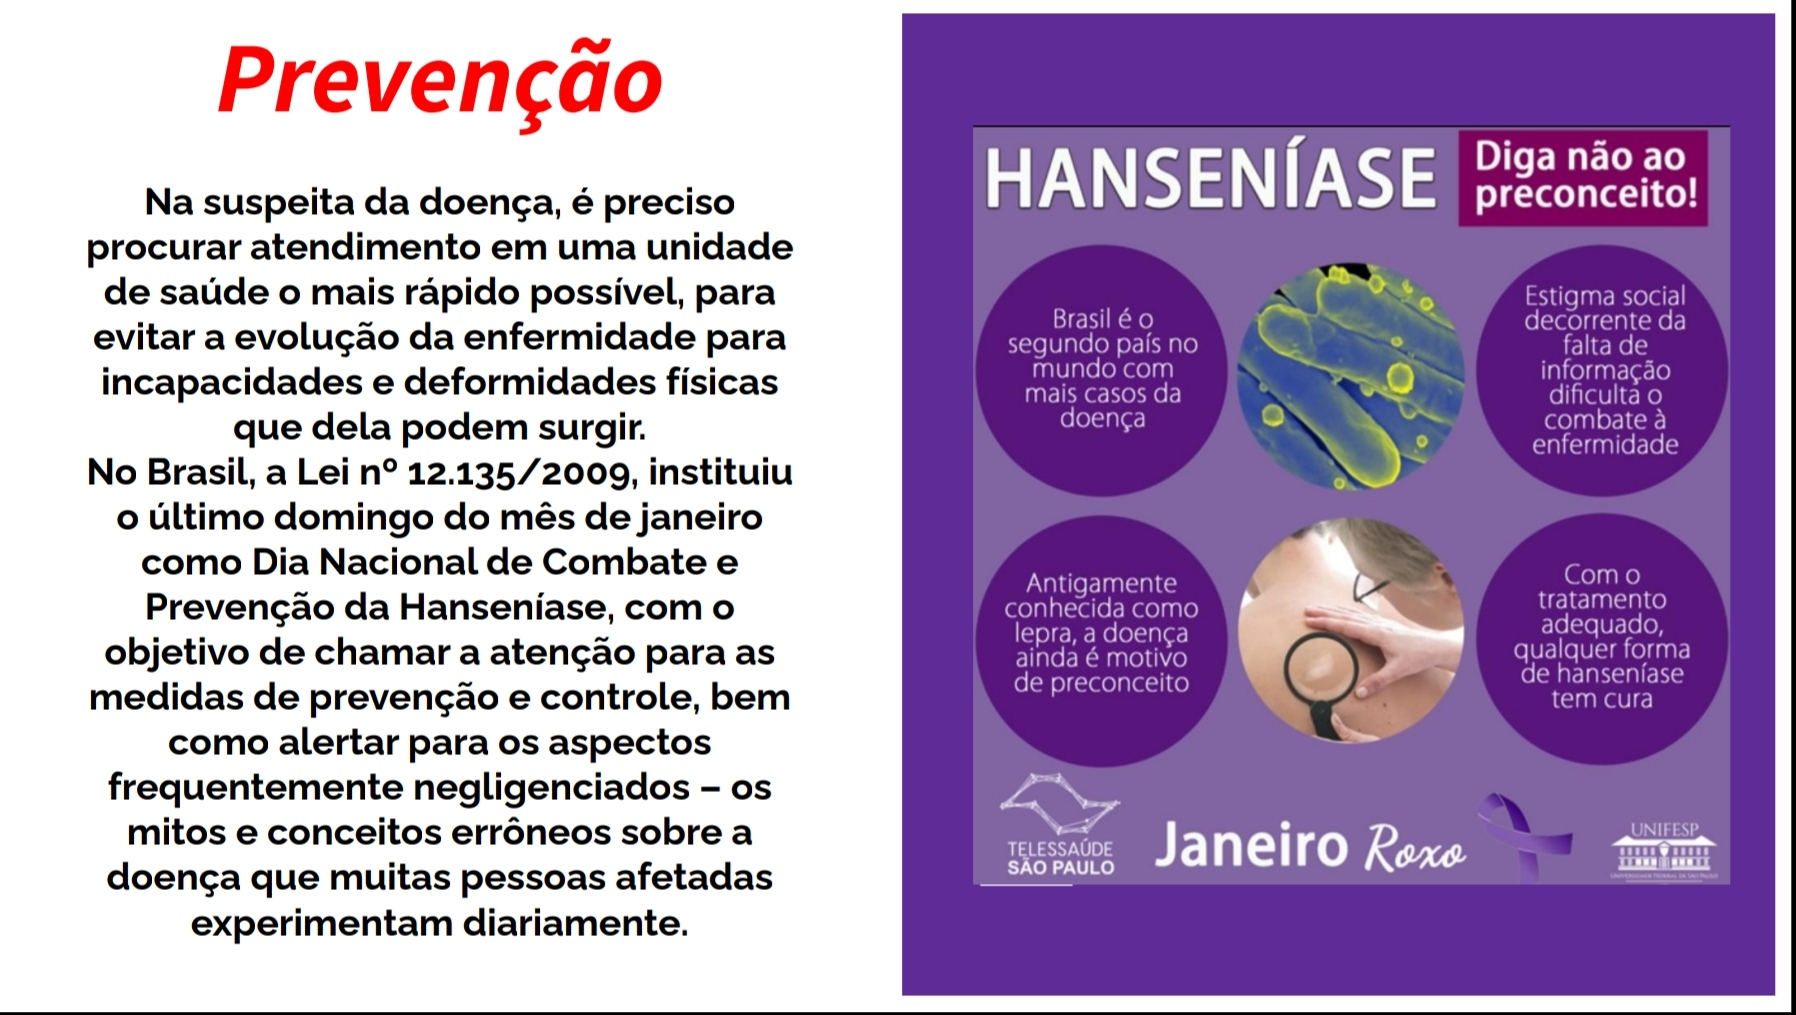 Prevenção
Na suspeita da doença, é preciso
procurar atendimento em uma unidade
de saúde o mais rápido possível, para
evitar a evolução da enfermidade para
incapacidades e deformidades físicas
que dela podem surgir.
No Brasil, a Lei nº 12.135/2009, instituiu
o último domingo do mês de janeiro
como Dia Nacional de Combate e
Prevenção da Hanseníase, com o
objetivo de chamar a atenção para as
medidas de prevenção e controle, bem
como alertar para os aspectos
frequentemente negligenciados – os
mitos e conceitos errôneos sobre a
doença que muitas pessoas afetadas
experimentam diariamente.
HANSENÍASE
Diga não ao
preconceito!
Brasil é o
segundo país no
mundo com
mais casos da
doença
Estigma social
decorrente da
falta de
informação
dificulta o
combate à
enfermidade
Antigamente
conhecida como
lepra, a doença
ainda é motivo
de preconceito
Com o
tratamento
adequado,
qualquer forma
de hanseníase
tem cura
TELESSAÚDE
SÃO PAULO
Janeiro Roxo
UNIFESP
UNIVERSIDADE FEDERAL DE SÃO PAULO